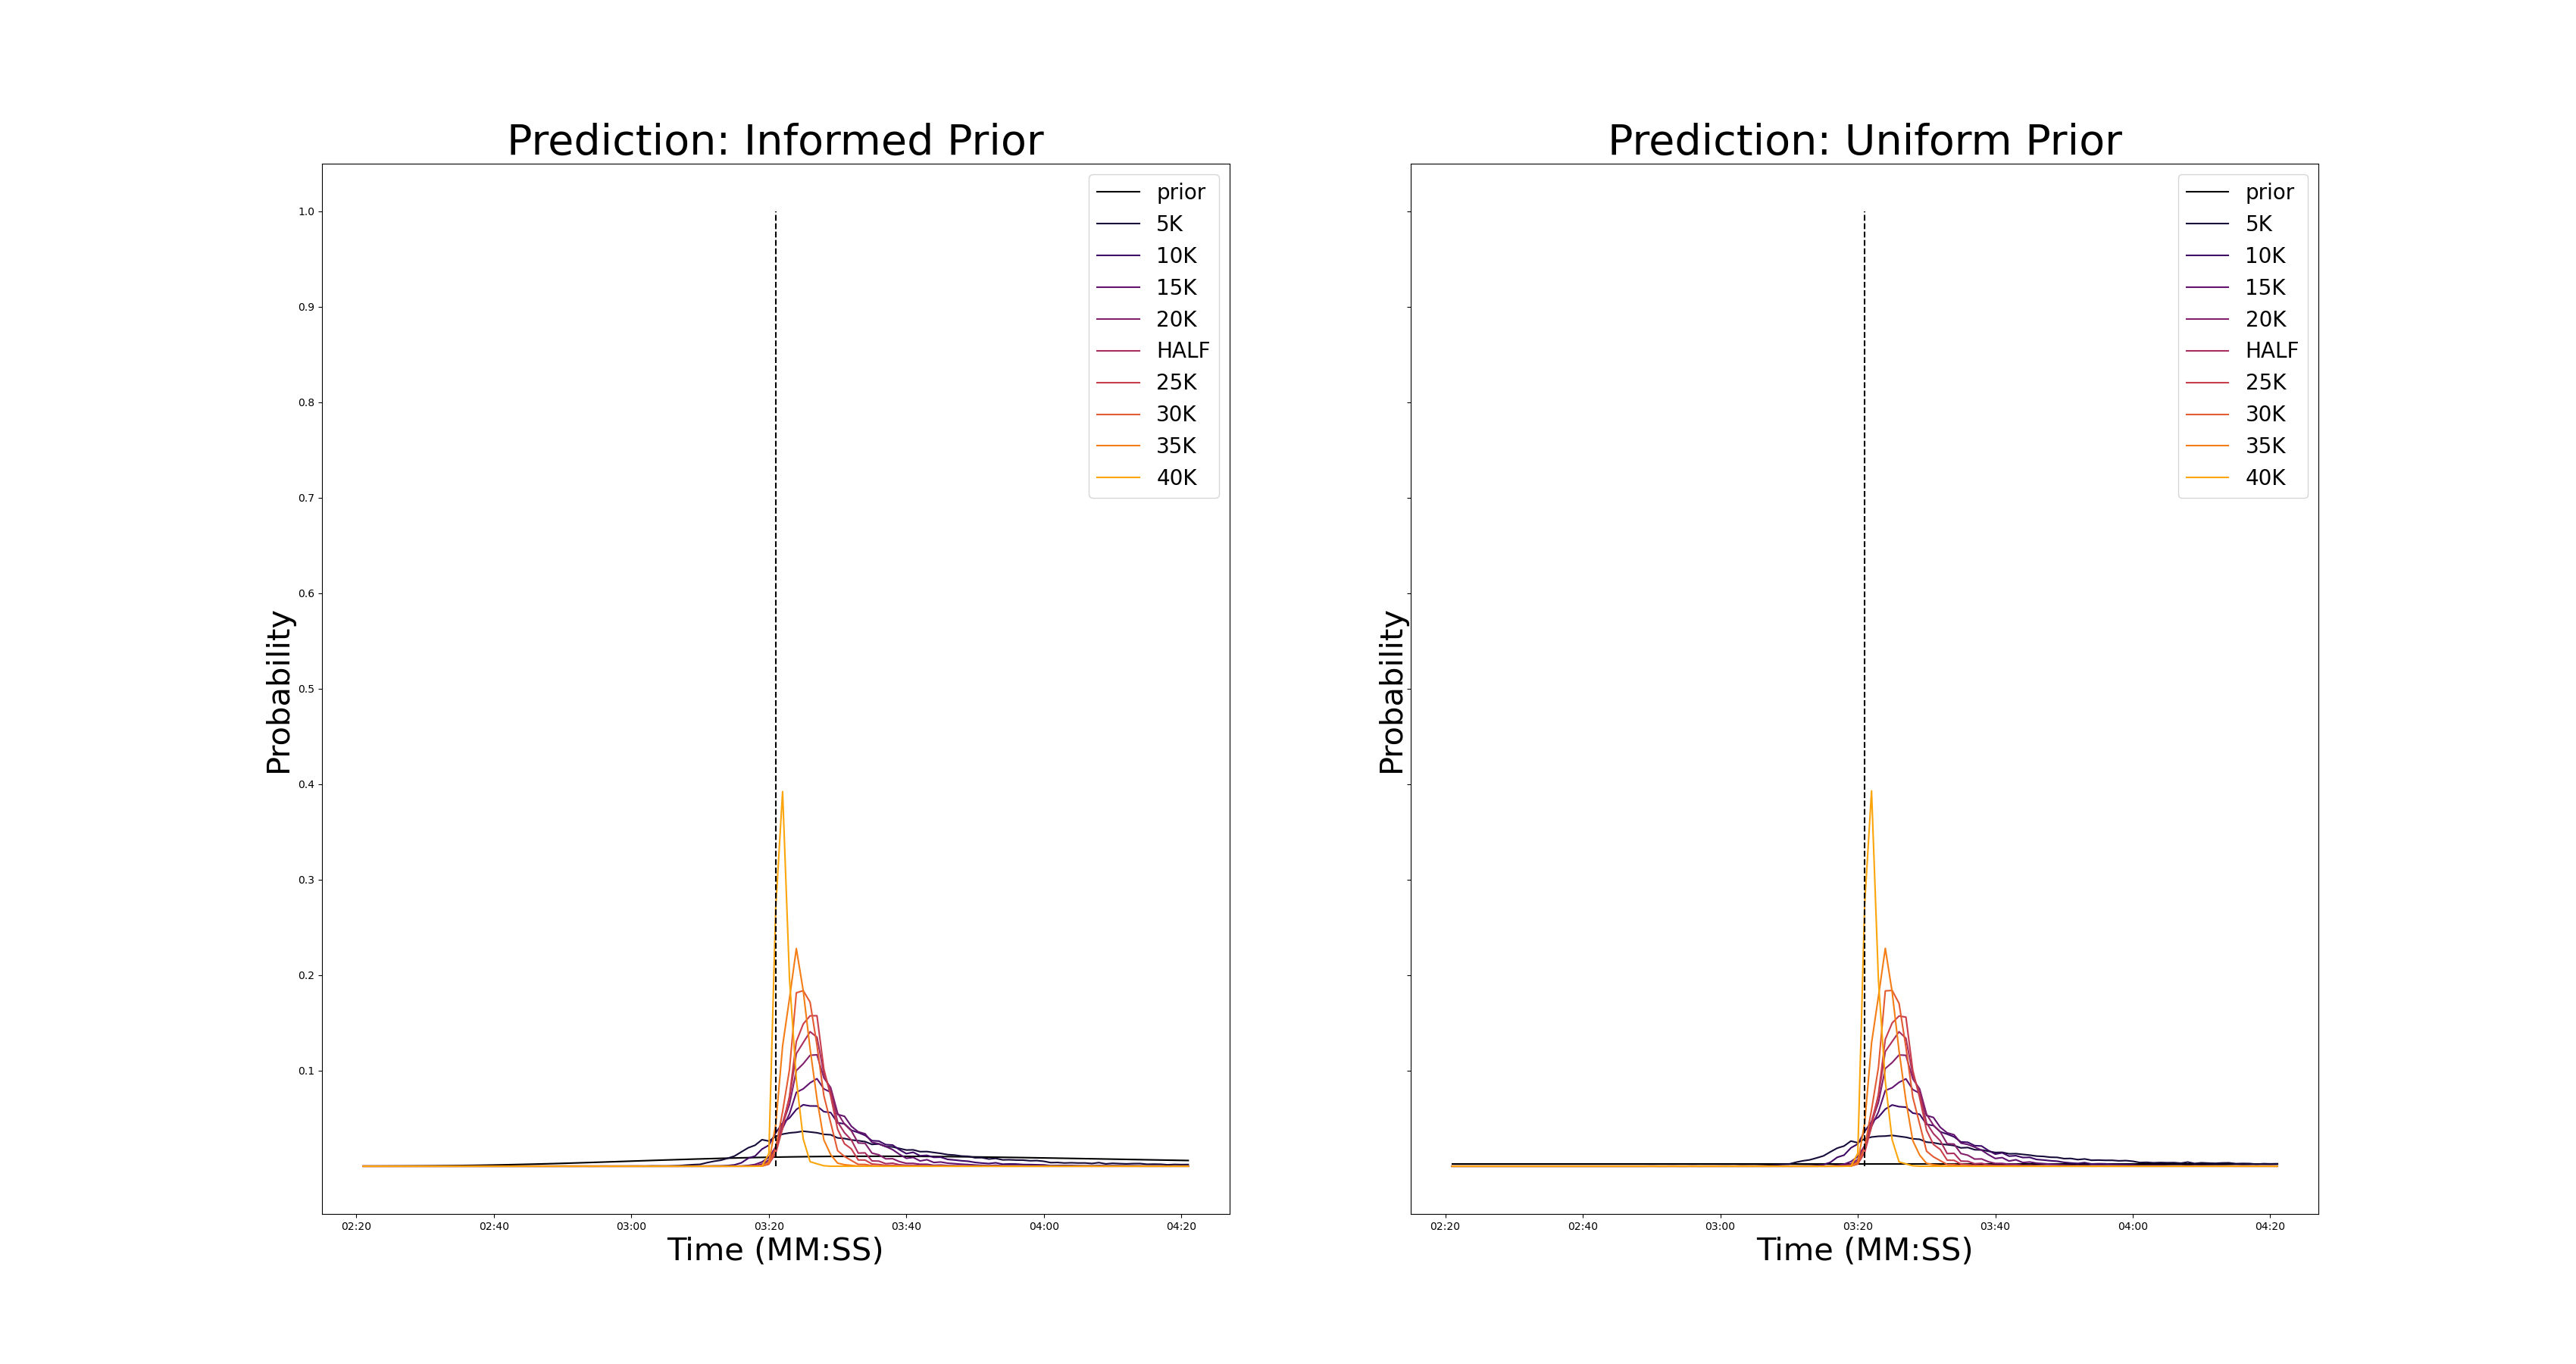 Prediction: Informed Prior
prior
5K
10K
15K
20K
HALF
25K
30K
35K
40K
1.0
0.9
0.8
0.7
0.6
0.5
0.4
0.3
0.2
0.1
Probability
02:20 02:40 03:00 03:20 03:40 04:00 04:20
Time (MM:SS)
Prediction: Uniform Prior
prior
5K
10K
15K
20K
HALF
25K
30K
35K
40K
Probability
02:20 02:40 03:00 03:20 03:40 04:00 04:20
Time (MM:SS)